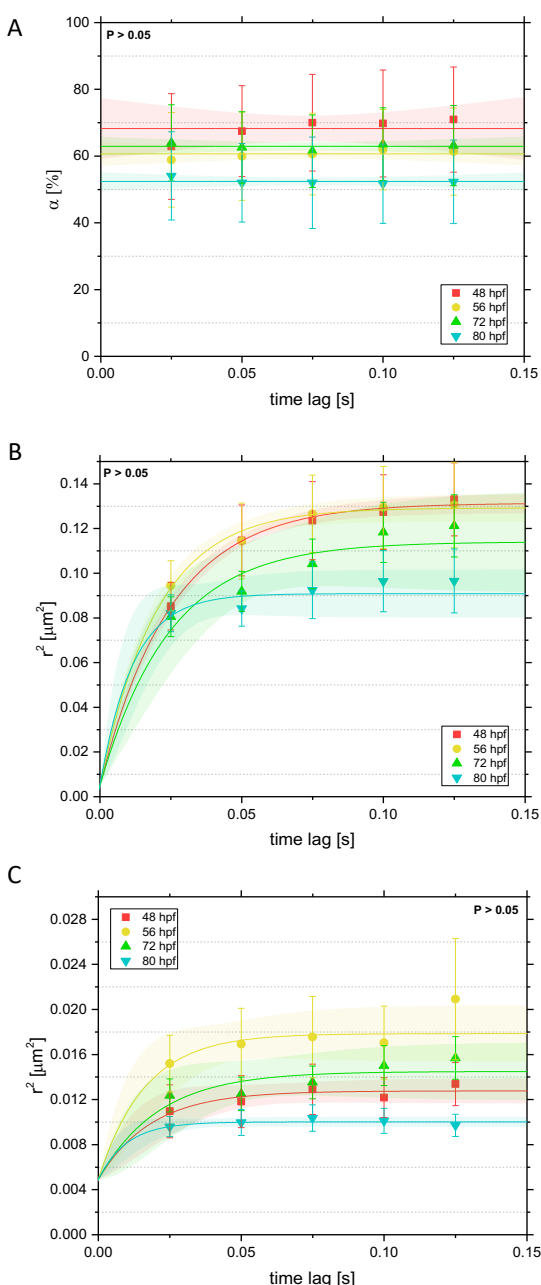 A
P > 0.05
100
80
60
40
20
0
α [%]
0.00 0.05 0.10 0.15
time lag [s]
48 hpf
56 hpf
72 hpf
80 hpf
B
P > 0.05
0.14
0.12
0.10
0.08
0.06
0.04
0.02
0.00
r² [µm²]
0.00 0.05 0.10 0.15
time lag [s]
48 hpf
56 hpf
72 hpf
80 hpf
C
P > 0.05
0.028
0.024
0.020
0.016
0.012
0.008
0.004
0.000
r² [µm²]
48 hpf
56 hpf
72 hpf
80 hpf
0.00 0.05 0.10 0.15
time lag [s]